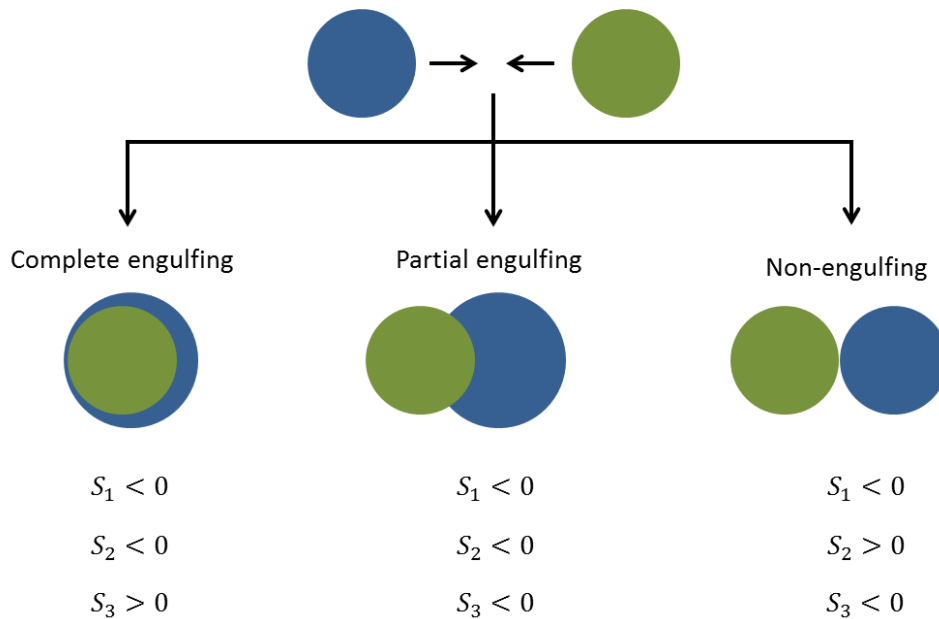 Complete engulfing
Partial engulfing
Non-engulfing
S₁ < 0
S₁ < 0
S₁ < 0
S₂ < 0
S₂ < 0
S₂ > 0
S₃ > 0
S₃ < 0
S₃ < 0